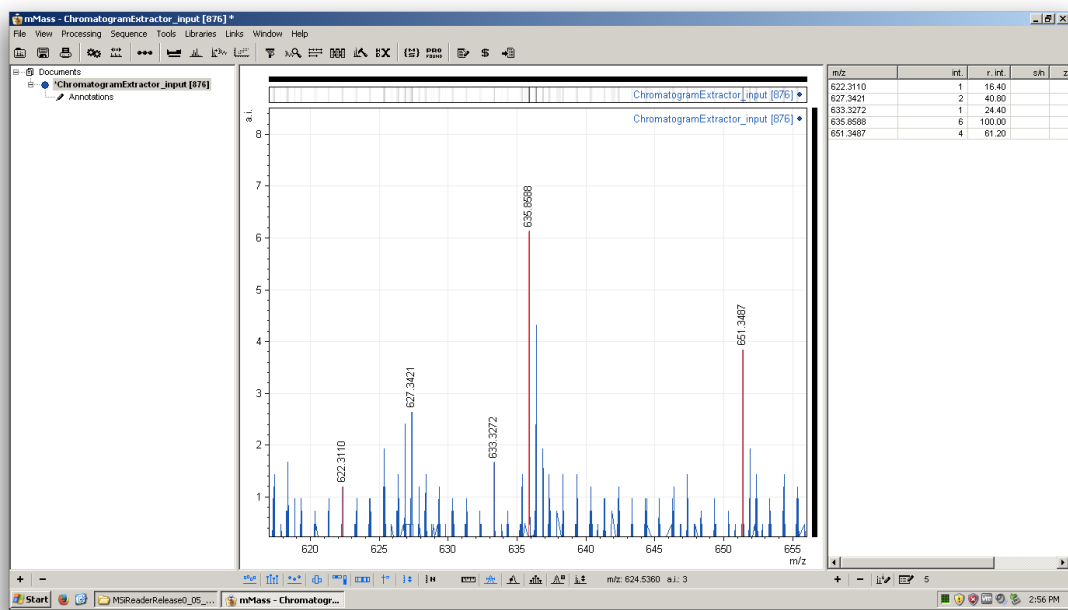 mMass - ChromatogramExtractor_input [876] *
File View Processing Sequence Tools Libraries Links Window Help
Documents
*ChromatogramExtractor_input [876]
Annotations
ChromatogramExtractor_input [876]
ChromatogramExtractor_input [876]
a.i.
8
7
6
5
4
3
2
1
622.3110
627.3421
633.3272
635.8588
651.3487
620 625 630 635 640 645 650 655
m/z
m/z int. r. int. s/n z
622.3110 1 16.40
627.3421 2 40.80
633.3272 1 24.40
635.8588 6 100.00
651.3487 4 61.20
m/z: 624.5360 a.i.: 3
5
Start
MSiReaderRelease0_05_...
mMass - Chromatogr...
2:56 PM